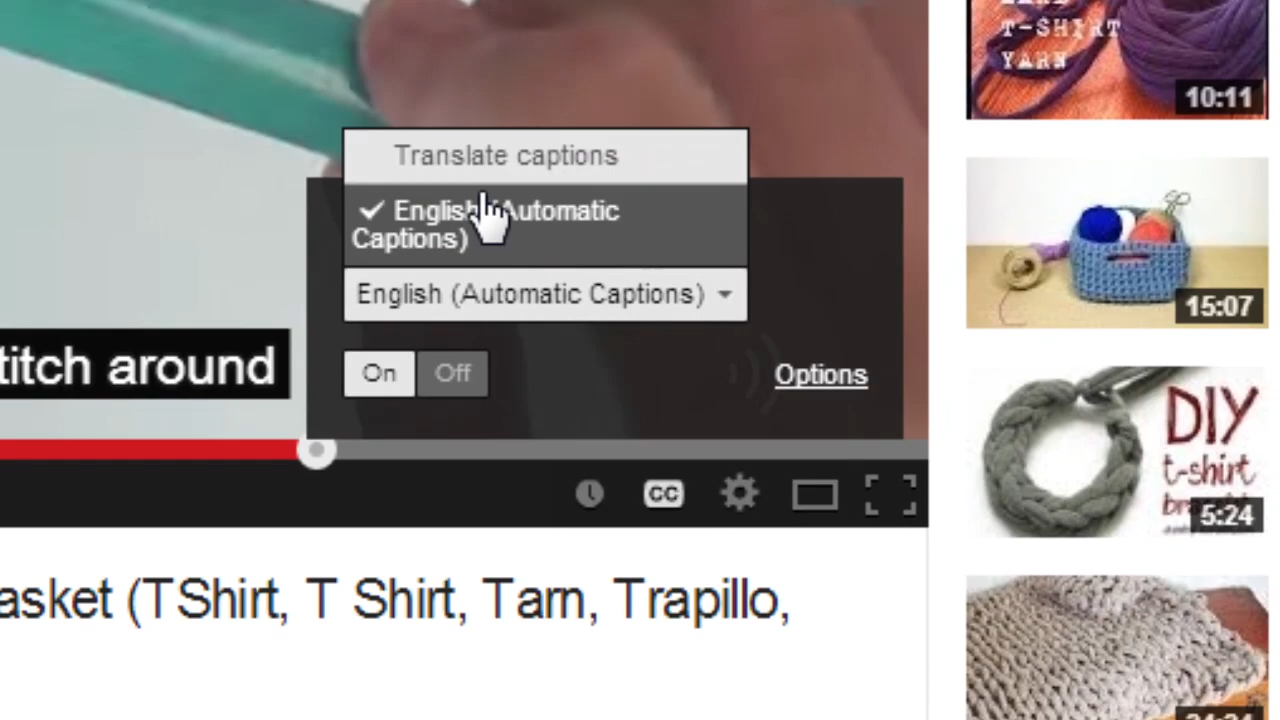 T-SHIRT
YARN
10:11
Translate captions
English (Automatic
Captions)
English (Automatic Captions)
15:07
titch around
On Off
Options
DIY
t-shirt
5:24
CC
asket (TShirt, T Shirt, Tarn, Trapillo,